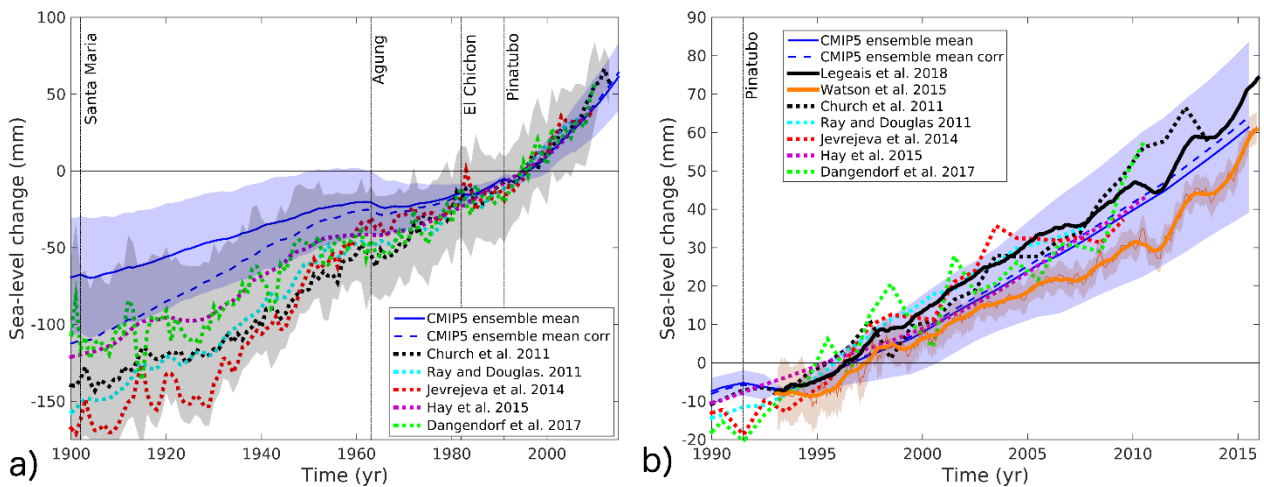 100
50
0
-50
-100
-150
Sea-level change (mm)
Santa Maria
Agung
El Chichon
Pinatubo
CMIP5 ensemble mean
CMIP5 ensemble mean corr
Church et al. 2011
Ray and Douglas. 2011
Jevrejeva et al. 2014
Hay et al. 2015
Dangendorf et al. 2017
1900 1920 1940 1960 1980 2000
Time (yr)
a)
90
80
70
60
50
40
30
20
10
0
-10
-20
Sea-level change (mm)
Pinatubo
CMIP5 ensemble mean
CMIP5 ensemble mean corr
Legeais et al. 2018
Watson et al. 2015
Church et al. 2011
Ray and Douglas 2011
Jevrejeva et al. 2014
Hay et al. 2015
Dangendorf et al. 2017
1990 1995 2000 2005 2010 2015
Time (yr)
b)